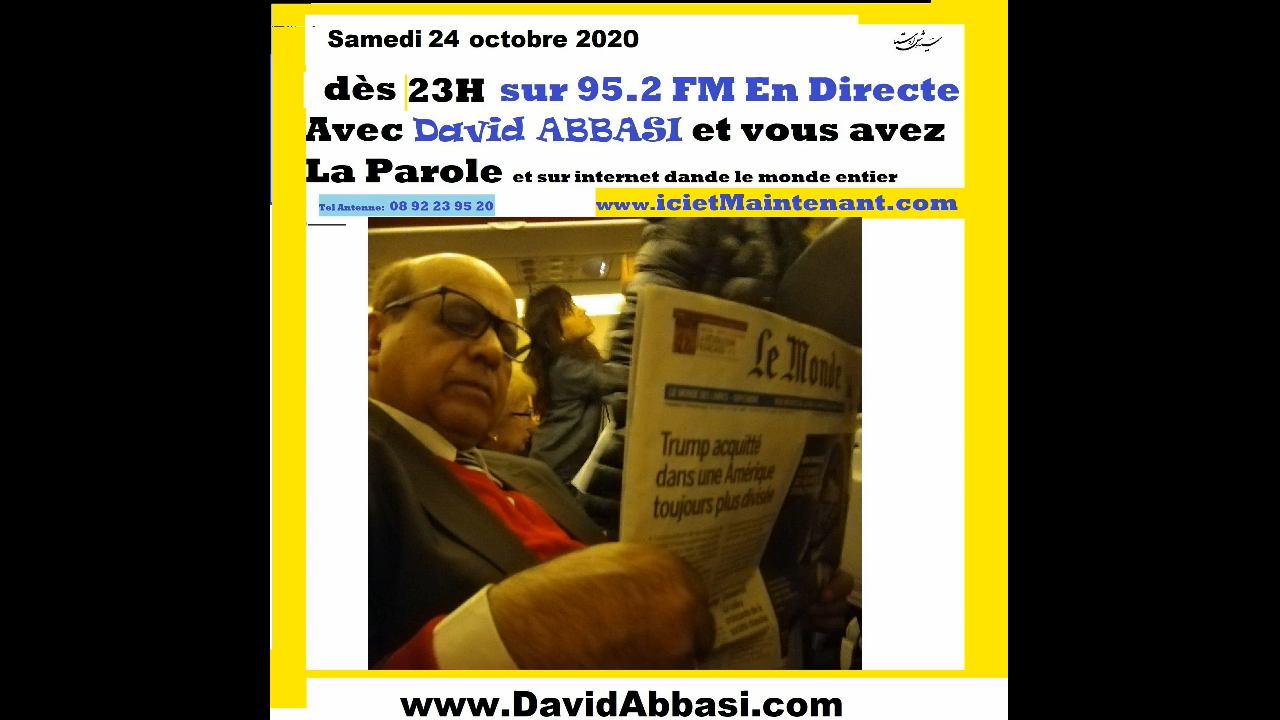 Samedi 24 octobre 2020
dès 23H sur 95.2 FM En Directe
Avec David ABBASI et vous avez
La Parole et sur internet dande le monde entier
Tel Antenne: 08 92 23 95 20
www.icietMaintenant.com
Le Monde
Trump acquitté
dans une Amérique
toujours plus divisée
www.DavidAbbasi.com